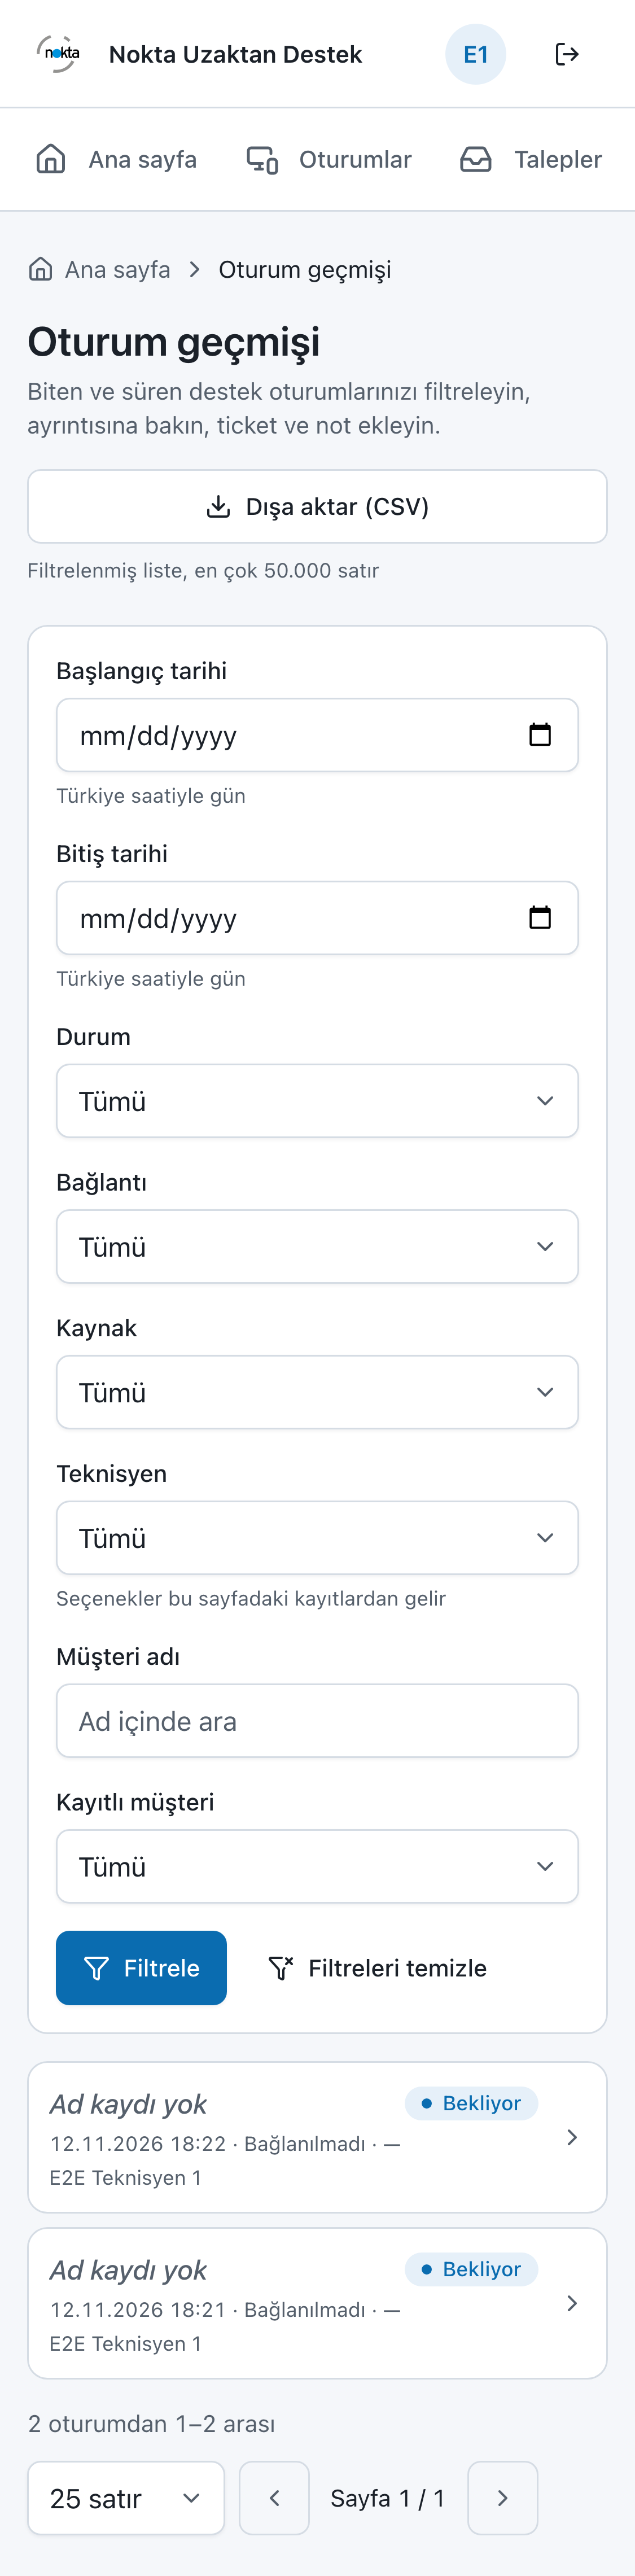 nokta
Nokta Uzaktan Destek
E1
Ana sayfa
Oturumlar
Talepler
Ana sayfa
Oturum geçmişi
Oturum geçmişi
Biten ve süren destek oturumlarınızı filtreleyin,
ayrıntısına bakın, ticket ve not ekleyin.
Dışa aktar (CSV)
Filtrelenmiş liste, en çok 50.000 satır
Başlangıç tarihi
mm/dd/yyyy
Türkiye saatiyle gün
Bitiş tarihi
mm/dd/yyyy
Türkiye saatiyle gün
Durum
Tümü
Bağlantı
Tümü
Kaynak
Tümü
Teknisyen
Tümü
Seçenekler bu sayfadaki kayıtlardan gelir
Müşteri adı
Ad içinde ara
Kayıtlı müşteri
Tümü
Filtrele
Filtreleri temizle
Ad kaydı yok
Bekliyor
12.11.2026 18:22 · Bağlanılmadı · —
E2E Teknisyen 1
Ad kaydı yok
Bekliyor
12.11.2026 18:21 · Bağlanılmadı · —
E2E Teknisyen 1
2 oturumdan 1–2 arası
25 satır
Sayfa 1 / 1